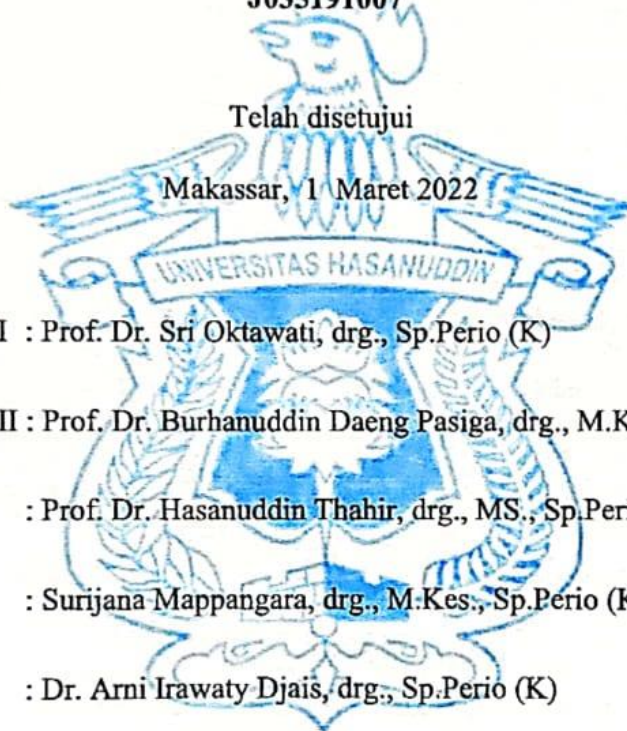 Telah disetujui
Makassar, 1 Maret 2022
UNIVERSITAS HASANUDDIN
I : Prof. Dr. Sri Oktawati, drg., Sp.Perio (K)
II : Prof. Dr. Burhanuddin Daeng Pasiga, drg., M.K
: Prof. Dr. Hasanuddin Thahir, drg., MS., Sp.Per
: Surijana Mappangara, drg., M.Kes., Sp.Perio (K
: Dr. Arni Irawaty Djais, drg., Sp.Perio (K)